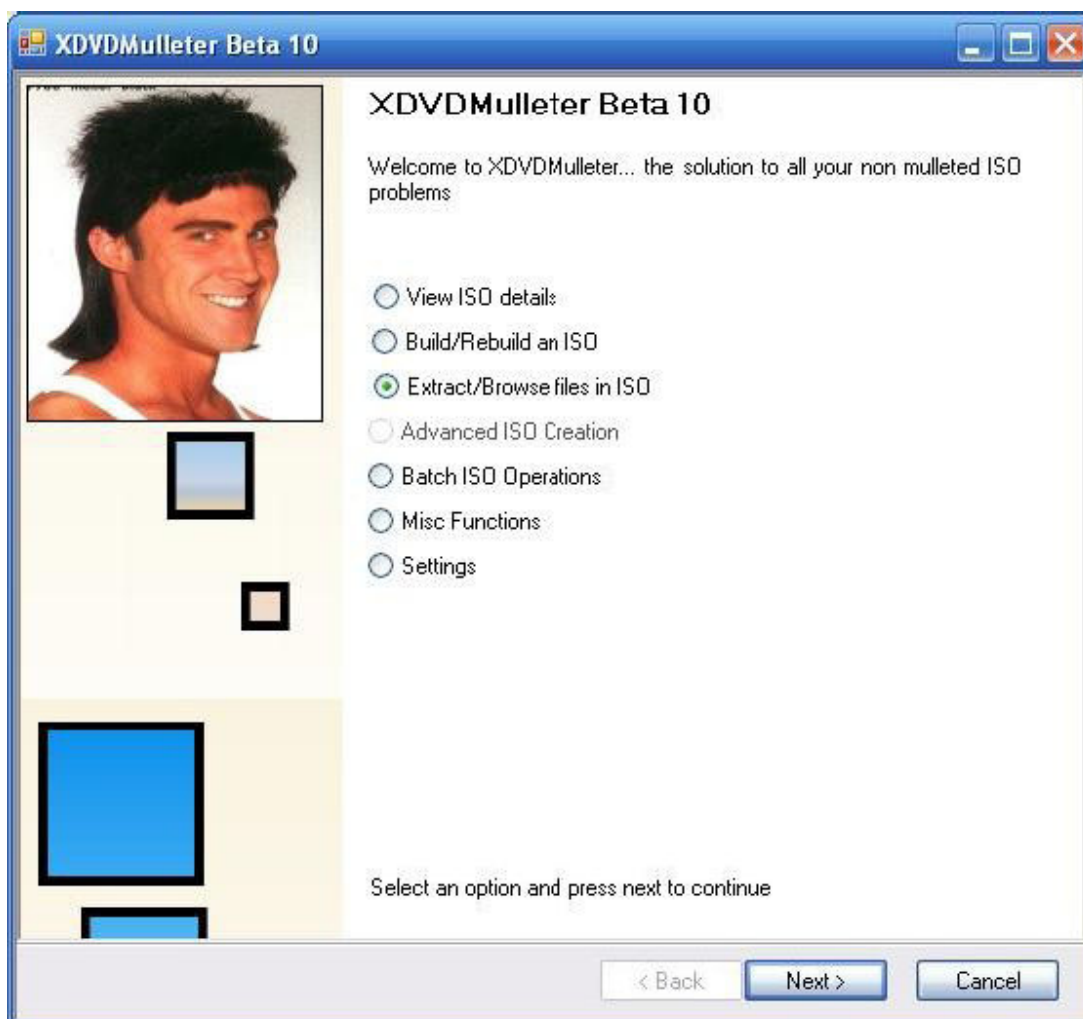 XDVDMulleter Beta 10
XDVDMulleter Beta 10
Welcome to XDVDMulleter... the solution to all your non mulleted ISO
problems
View ISO details
Build/Rebuild an ISO
Extract/Browse files in ISO
Advanced ISO Creation
Batch ISO Operations
Misc Functions
Settings
Select an option and press next to continue
< Back
Next >
Cancel